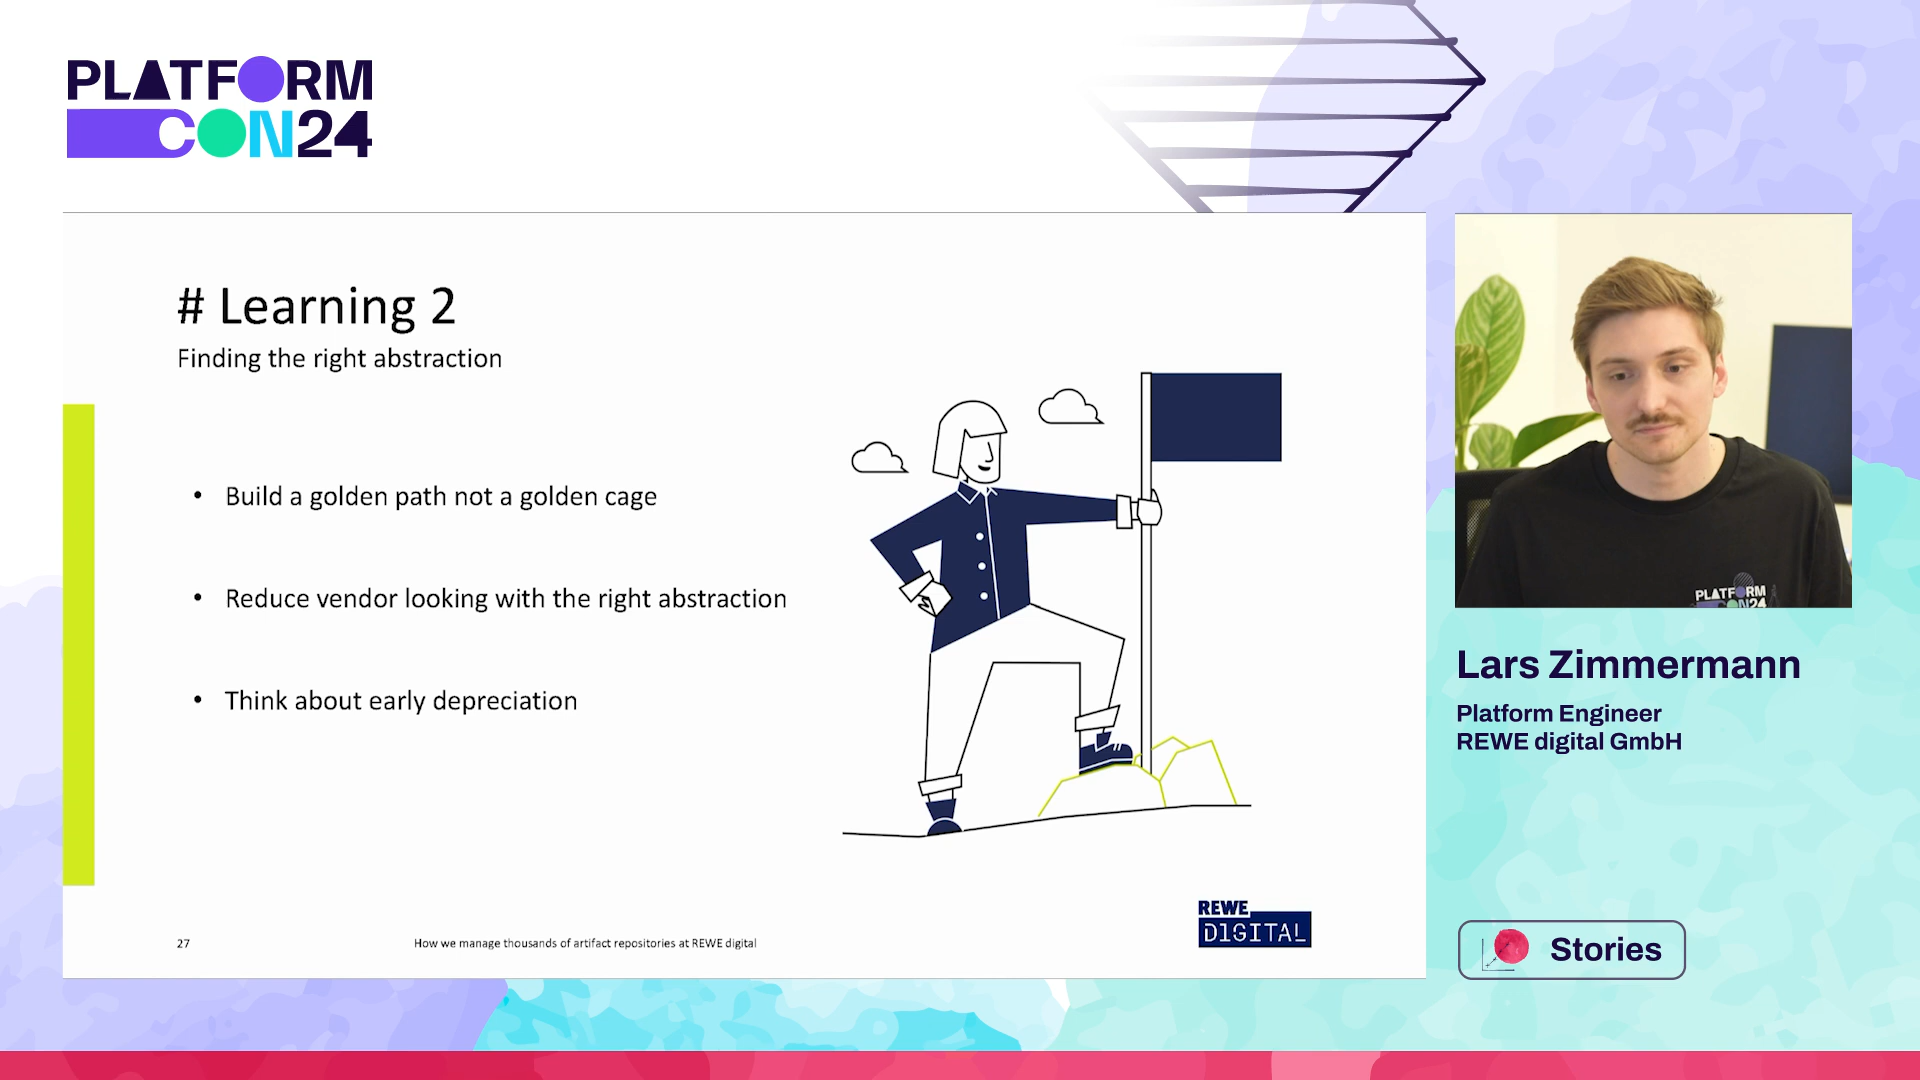 PLATFORM
CON24
# Learning 2
Finding the right abstraction
• Build a golden path not a golden cage
• Reduce vendor looking with the right abstraction
• Think about early depreciation
27
How we manage thousands of artifact repositories at REWE digital
REWE
DIGITAL
PLATFORM
CON24
Lars Zimmermann
Platform Engineer
REWE digital GmbH
Stories